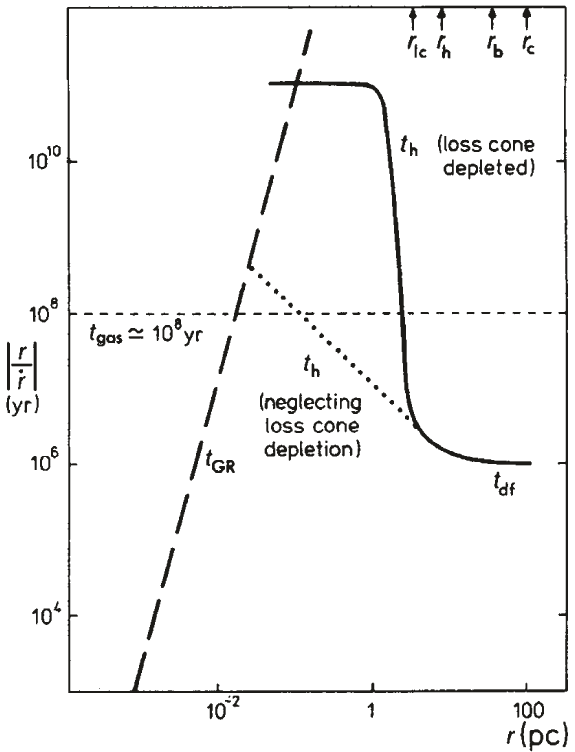 r_lc r_h r_b r_c
t_h (loss cone
depleted)
10^10
10^8
t_gas ≃ 10^8 yr
|r/ṙ|
(yr)
t_h
(neglecting
loss cone
depletion)
t_GR
10^6
t_df
10^4
10^-2 1 100
r(pc)